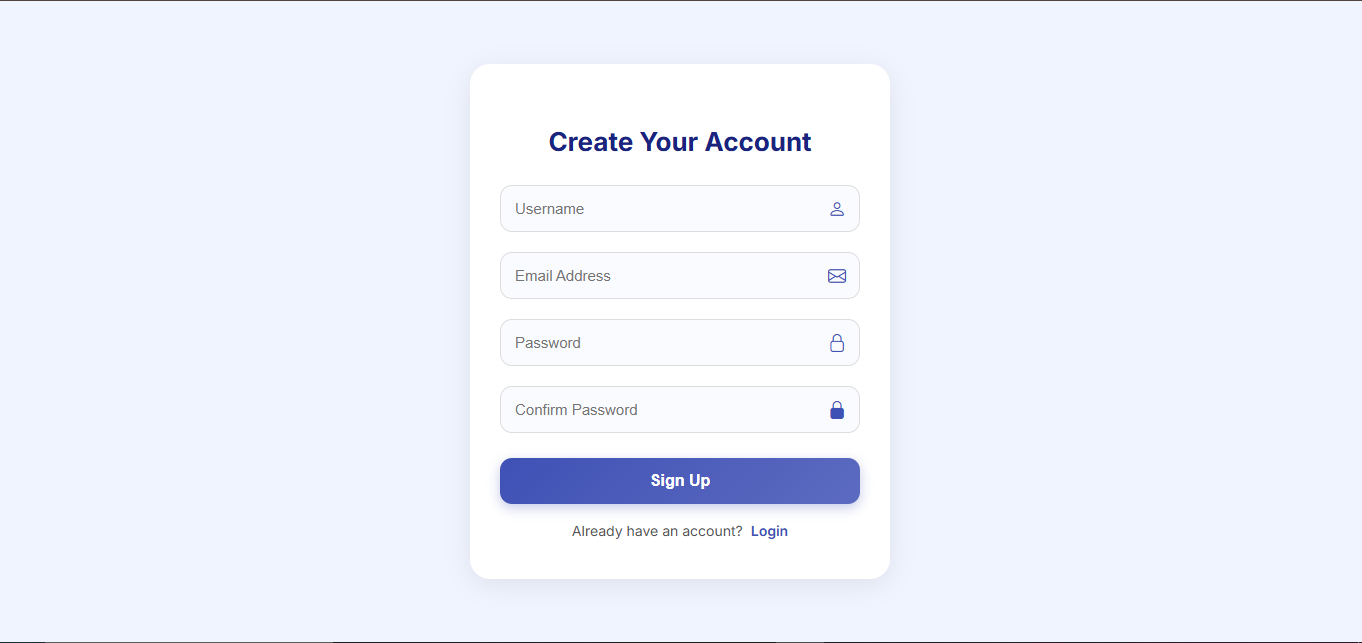 Create Your Account
Username
Email Address
Password
Confirm Password
Sign Up
Already have an account? Login